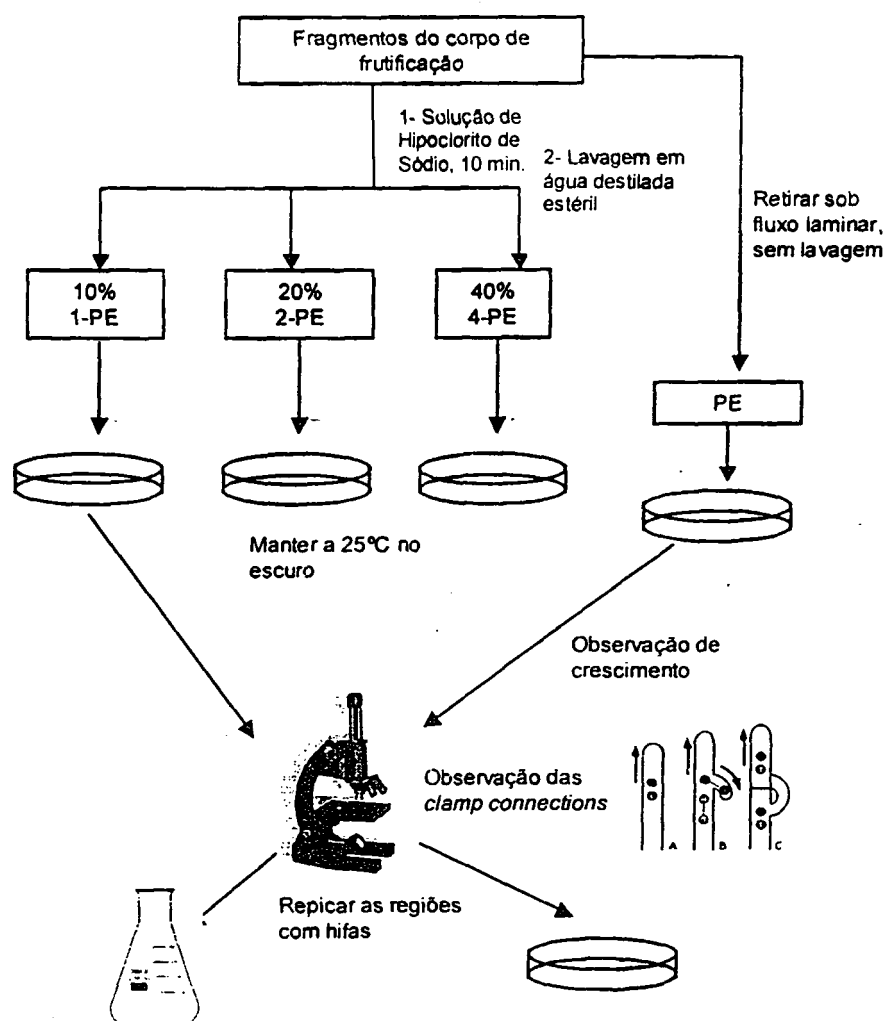 Fragmentos do corpo de
frutificação
1- Solução de
Hipoclorito de
Sódio, 10 min.
2- Lavagem em
água destilada
estéril
Retirar sob
fluxo laminar,
sem lavagem
10%
1-PE
20%
2-PE
40%
4-PE
PE
Manter a 25ºC no
escuro
Observação de
crescimento
Observação das
clamp connections
A
B
C
Repicar as regiões
com hifas